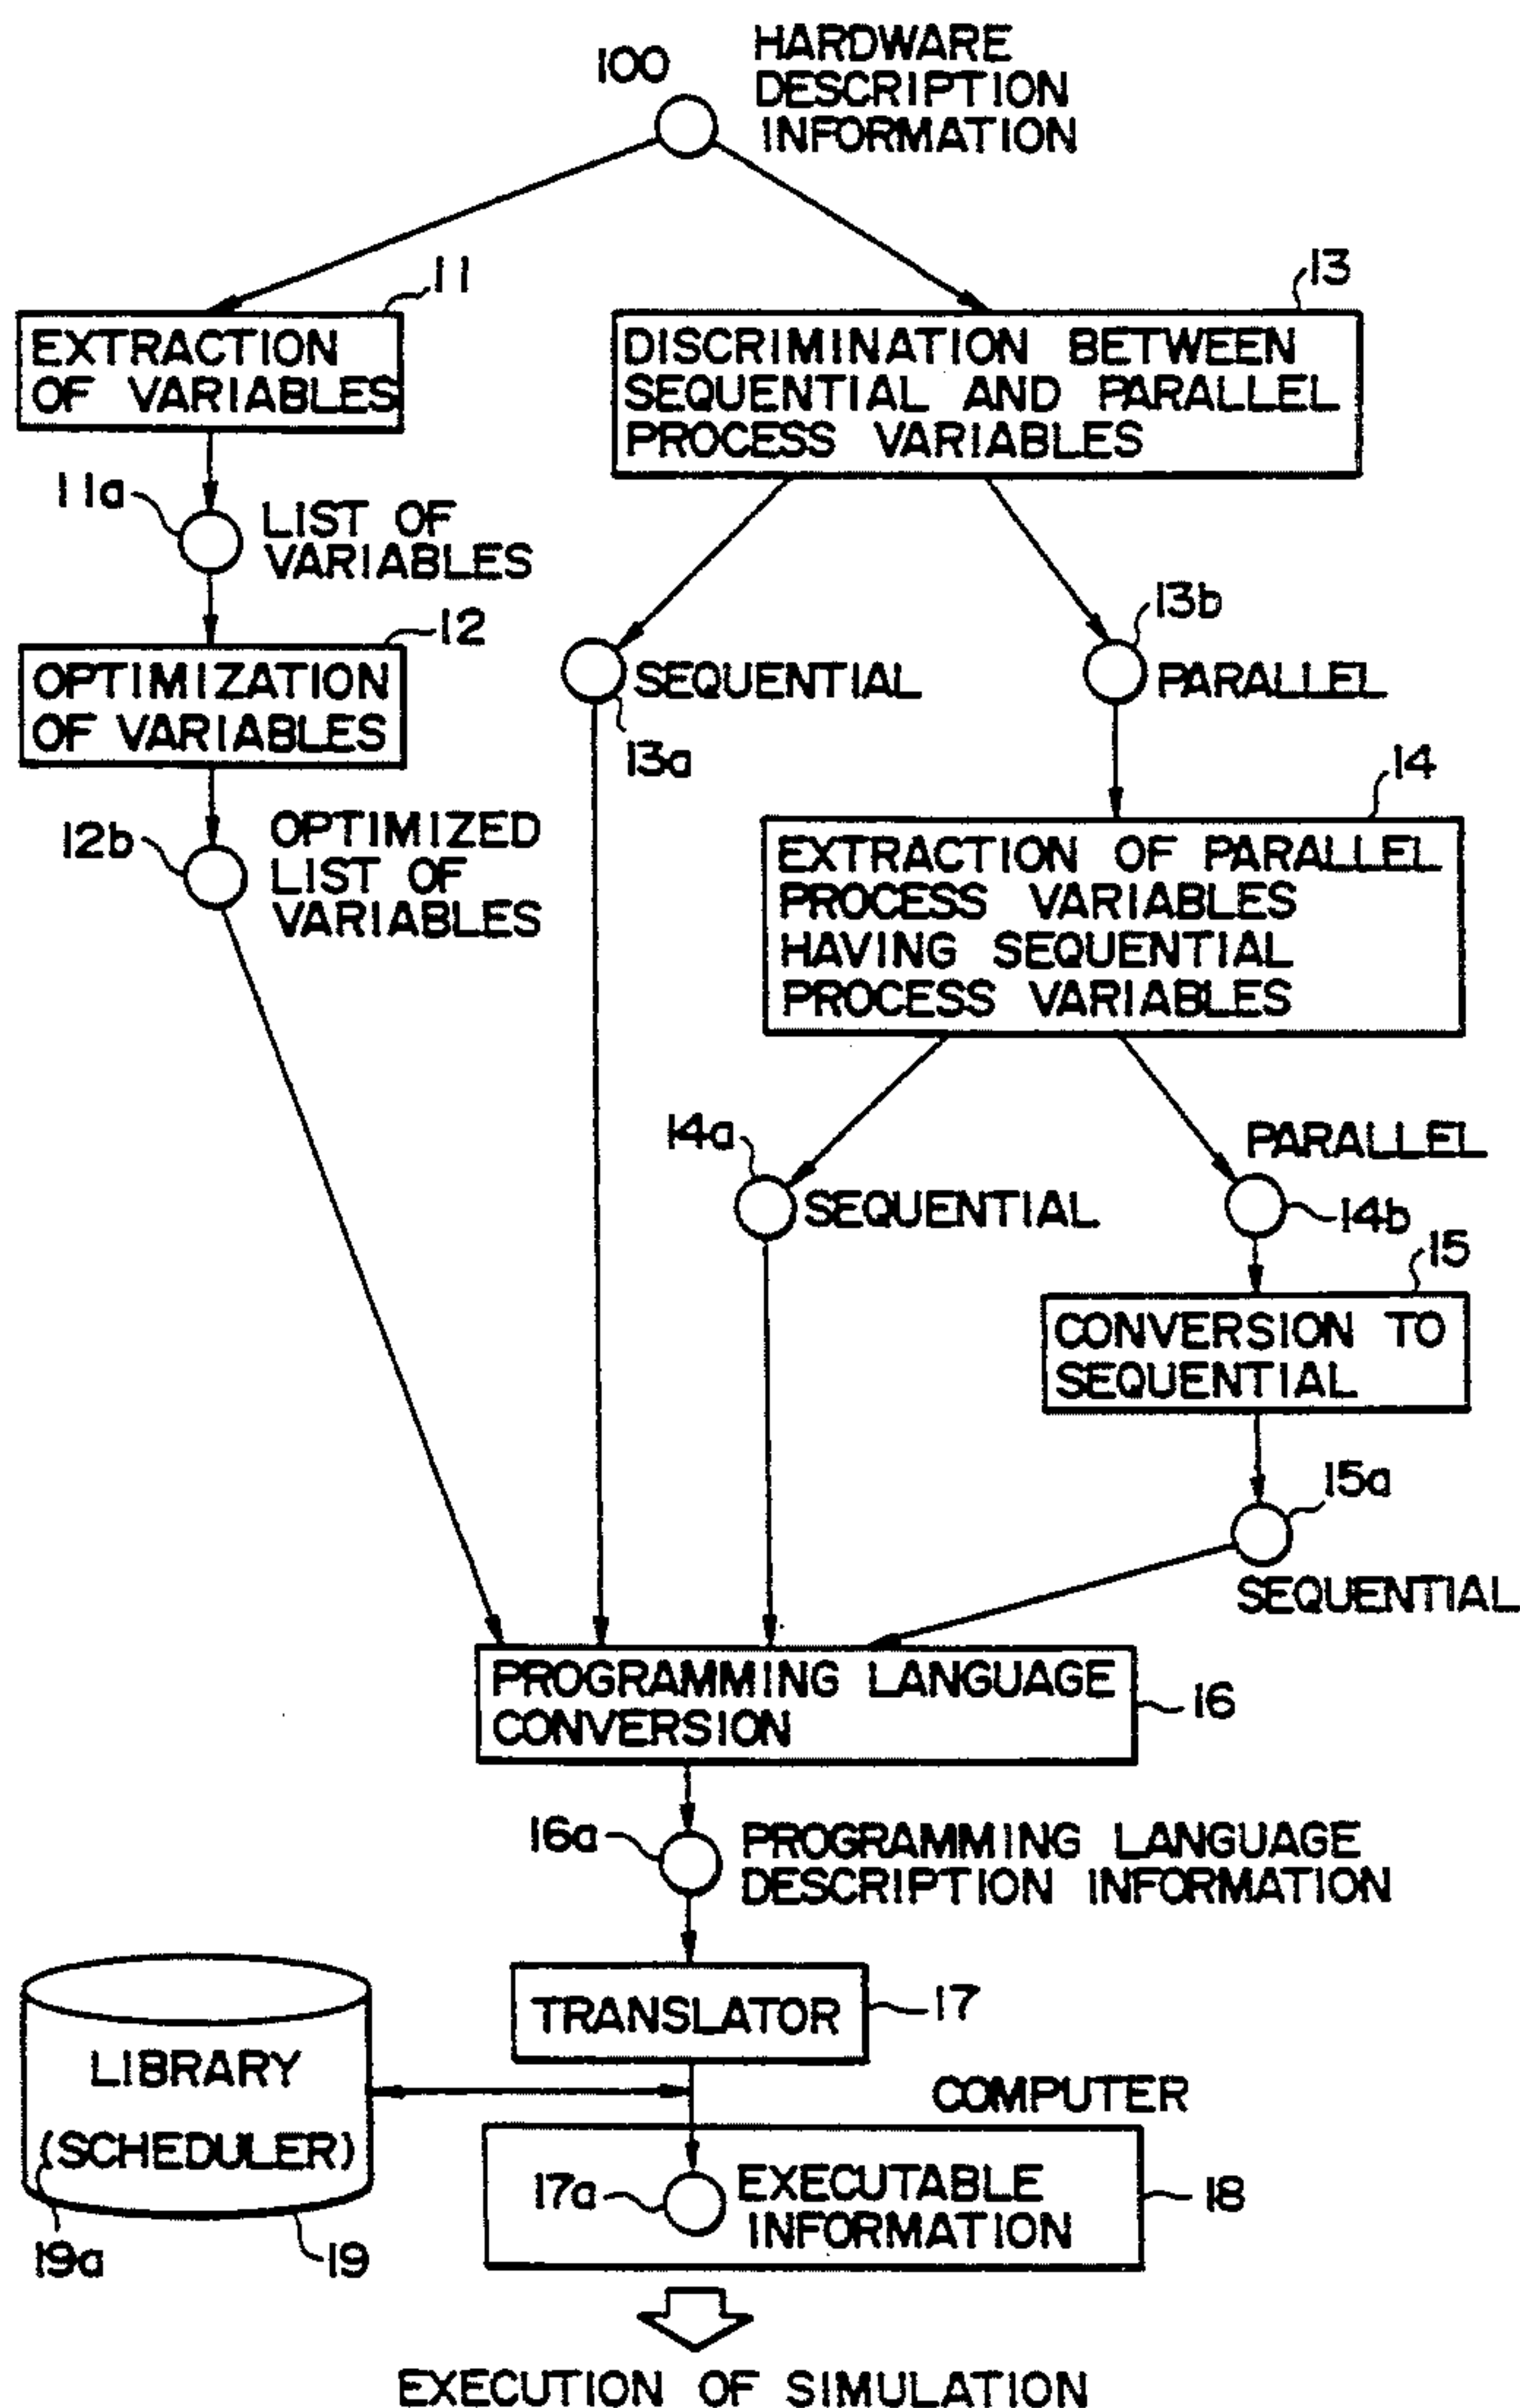 100
HARDWARE
DESCRIPTION
INFORMATION
11
13
EXTRACTION
OF VARIABLES
DISCRIMINATION BETWEEN
SEQUENTIAL AND PARALLEL
PROCESS VARIABLES
11a
LIST OF
VARIABLES
12
13b
OPTIMIZATION
OF VARIABLES
SEQUENTIAL
PARALLEL
13a
14
12b
OPTIMIZED
LIST OF
VARIABLES
EXTRACTION OF PARALLEL
PROCESS VARIABLES
HAVING SEQUENTIAL
PROCESS VARIABLES
14a
SEQUENTIAL
PARALLEL
14b
15
CONVERSION TO
SEQUENTIAL
15a
SEQUENTIAL
PROGRAMMING LANGUAGE
CONVERSION
16
16a
PROGRAMMING LANGUAGE
DESCRIPTION INFORMATION
TRANSLATOR
17
LIBRARY
(SCHEDULER)
19a
19
COMPUTER
17a
EXECUTABLE
INFORMATION
18
EXECUTION OF SIMULATION